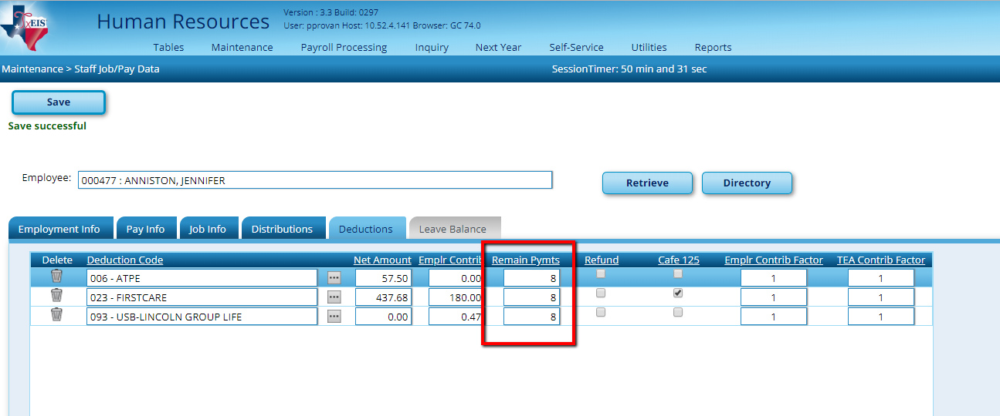 TxEIS
Human Resources
Version : 3.3 Build: 0297
User: pprovan Host: 10.52.4.141 Browser: GC 74.0
Tables Maintenance Payroll Processing Inquiry Next Year Self-Service Utilities Reports
Maintenance > Staff Job/Pay Data SessionTimer: 50 min and 31 sec
Save
Save successful
Employee: 000477 : ANNISTON, JENNIFER Retrieve Directory
Employment Info Pay Info Job Info Distributions Deductions Leave Balance
Delete Deduction Code Net Amount Emplr Contrib Remain Pymts Refund Cafe 125 Emplr Contrib Factor TEA Contrib Factor
006 - ATPE ... 57.50 0.00 8 1 1
023 - FIRSTCARE ... 437.68 180.00 8 1 1
093 - USB-LINCOLN GROUP LIFE ... 0.00 0.47 8 1 1